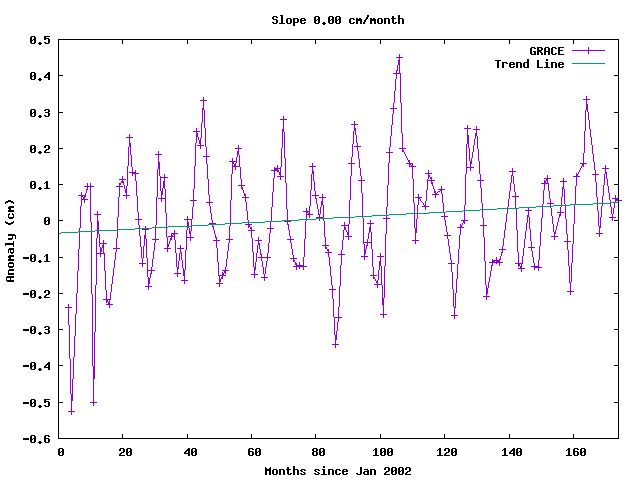 Slope 0.00 cm/month
0.5
0.4
0.3
0.2
0.1
0
-0.1
-0.2
-0.3
-0.4
-0.5
-0.6
Anomaly (cm)
GRACE
Trend Line
0 20 40 60 80 100 120 140 160
Months since Jan 2002